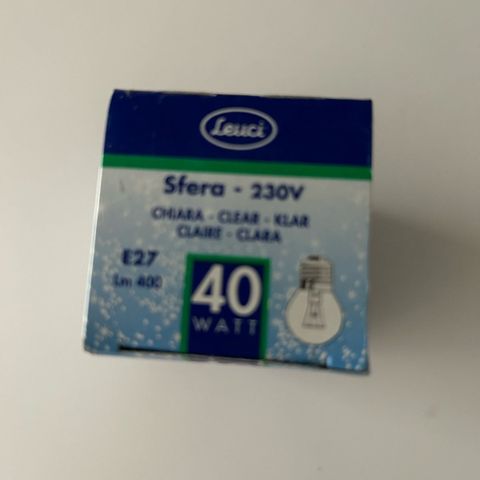 Leuci
Sfera - 230V
CHIARA - CLEAR - KLAR
CLAIRE - CLARA
E27
Lm 400
40
WATT